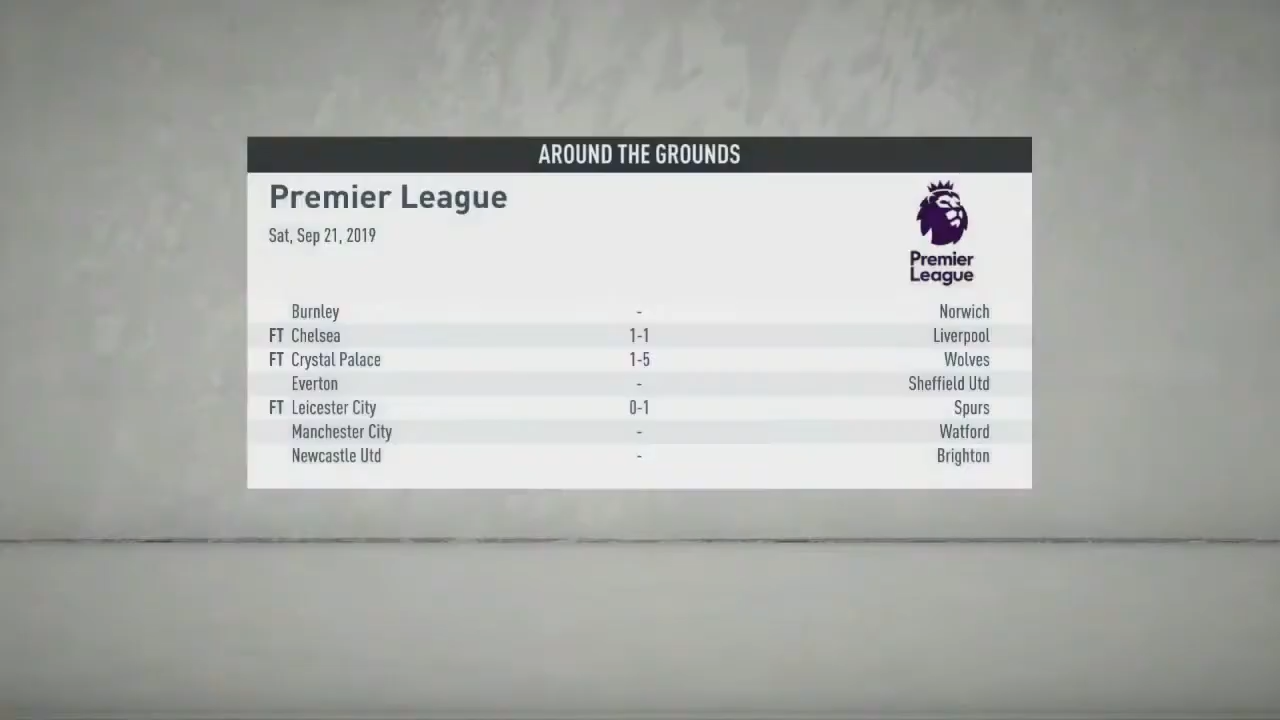 AROUND THE GROUNDS
Premier League
Sat, Sep 21, 2019
Premier
League
Burnley - Norwich
FT Chelsea 1-1 Liverpool
FT Crystal Palace 1-5 Wolves
Everton - Sheffield Utd
FT Leicester City 0-1 Spurs
Manchester City - Watford
Newcastle Utd - Brighton